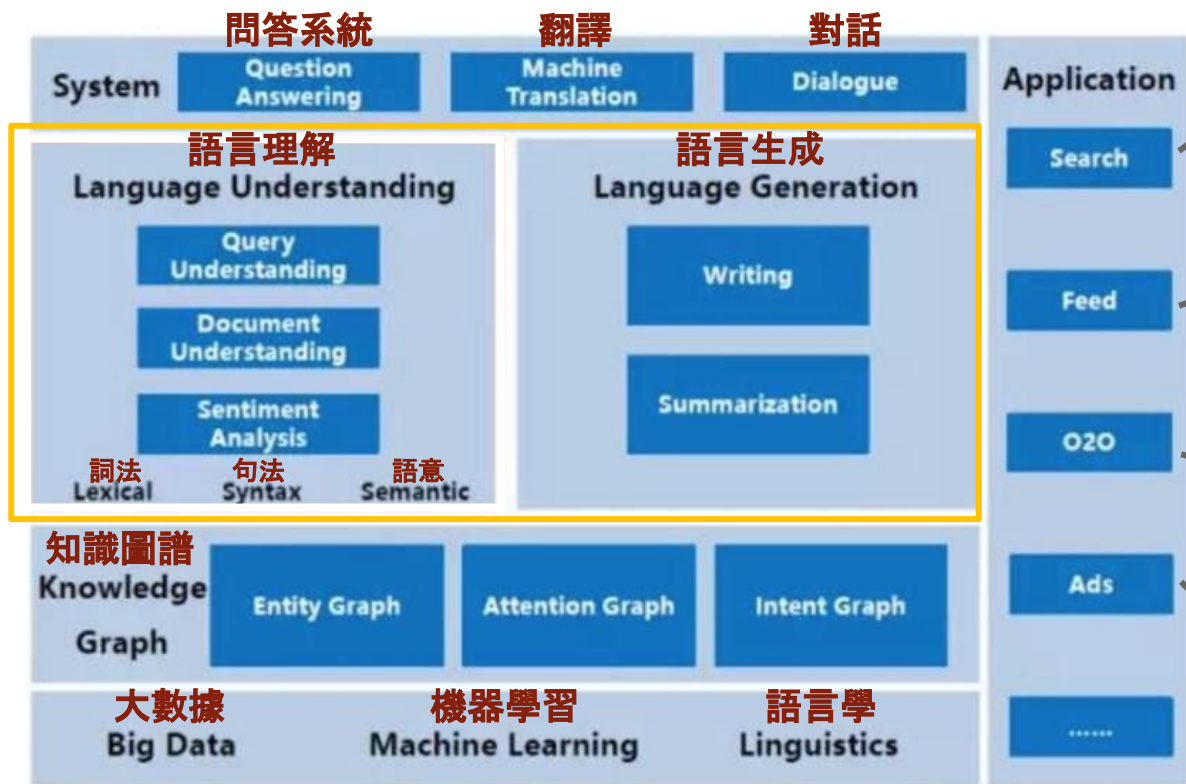 問答系統
翻譯
對話
System
Question
Answering
Machine
Translation
Dialogue
語言理解
Language Understanding
Query
Understanding
Document
Understanding
Sentiment
Analysis
詞法
句法
語意
Lexical
Syntax
Semantic
語言生成
Language Generation
Writing
Summarization
知識圖譜
Knowledge
Graph
Entity Graph
Attention Graph
Intent Graph
大數據
機器學習
語言學
Big Data
Machine Learning
Linguistics
Application
Search
Feed
O2O
Ads
......